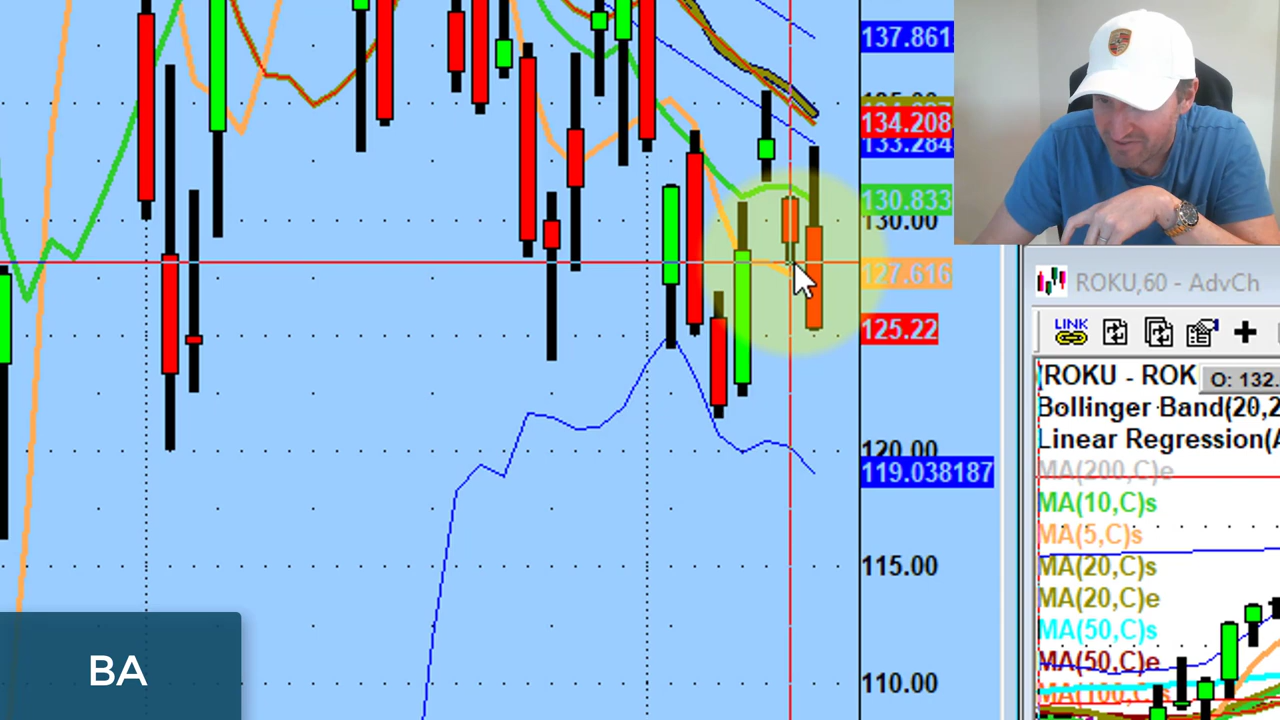 137.861
134.208
133.284
130.833
130.00
127.616
125.22
120.00
119.038187
115.00
110.00
BA
ROKU,60 - AdvCh
LINK
ROKU - ROK
O: 132.
Bollinger Band(20,2
Linear Regression(
MA(200,C)e
MA(10,C)s
MA(5,C)s
MA(20,C)s
MA(20,C)e
MA(50,C)s
MA(50,C)e
MA(100,C)s